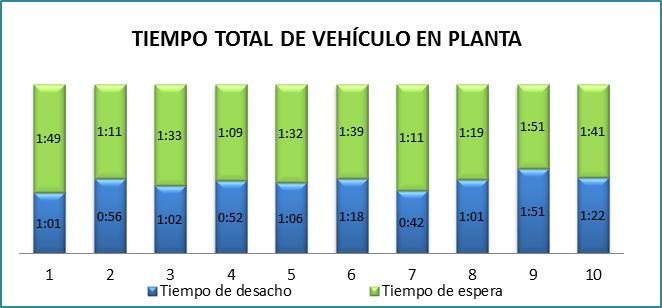 TIEMPO TOTAL DE VEHÍCULO EN PLANTA
1:49 1:11 1:33 1:09 1:32 1:39 1:11 1:19 1:51 1:41
1:01 0:56 1:02 0:52 1:06 1:18 0:42 1:01 1:51 1:22
1 2 3 4 5 6 7 8 9 10
Tiempo de desacho Tiempo de espera